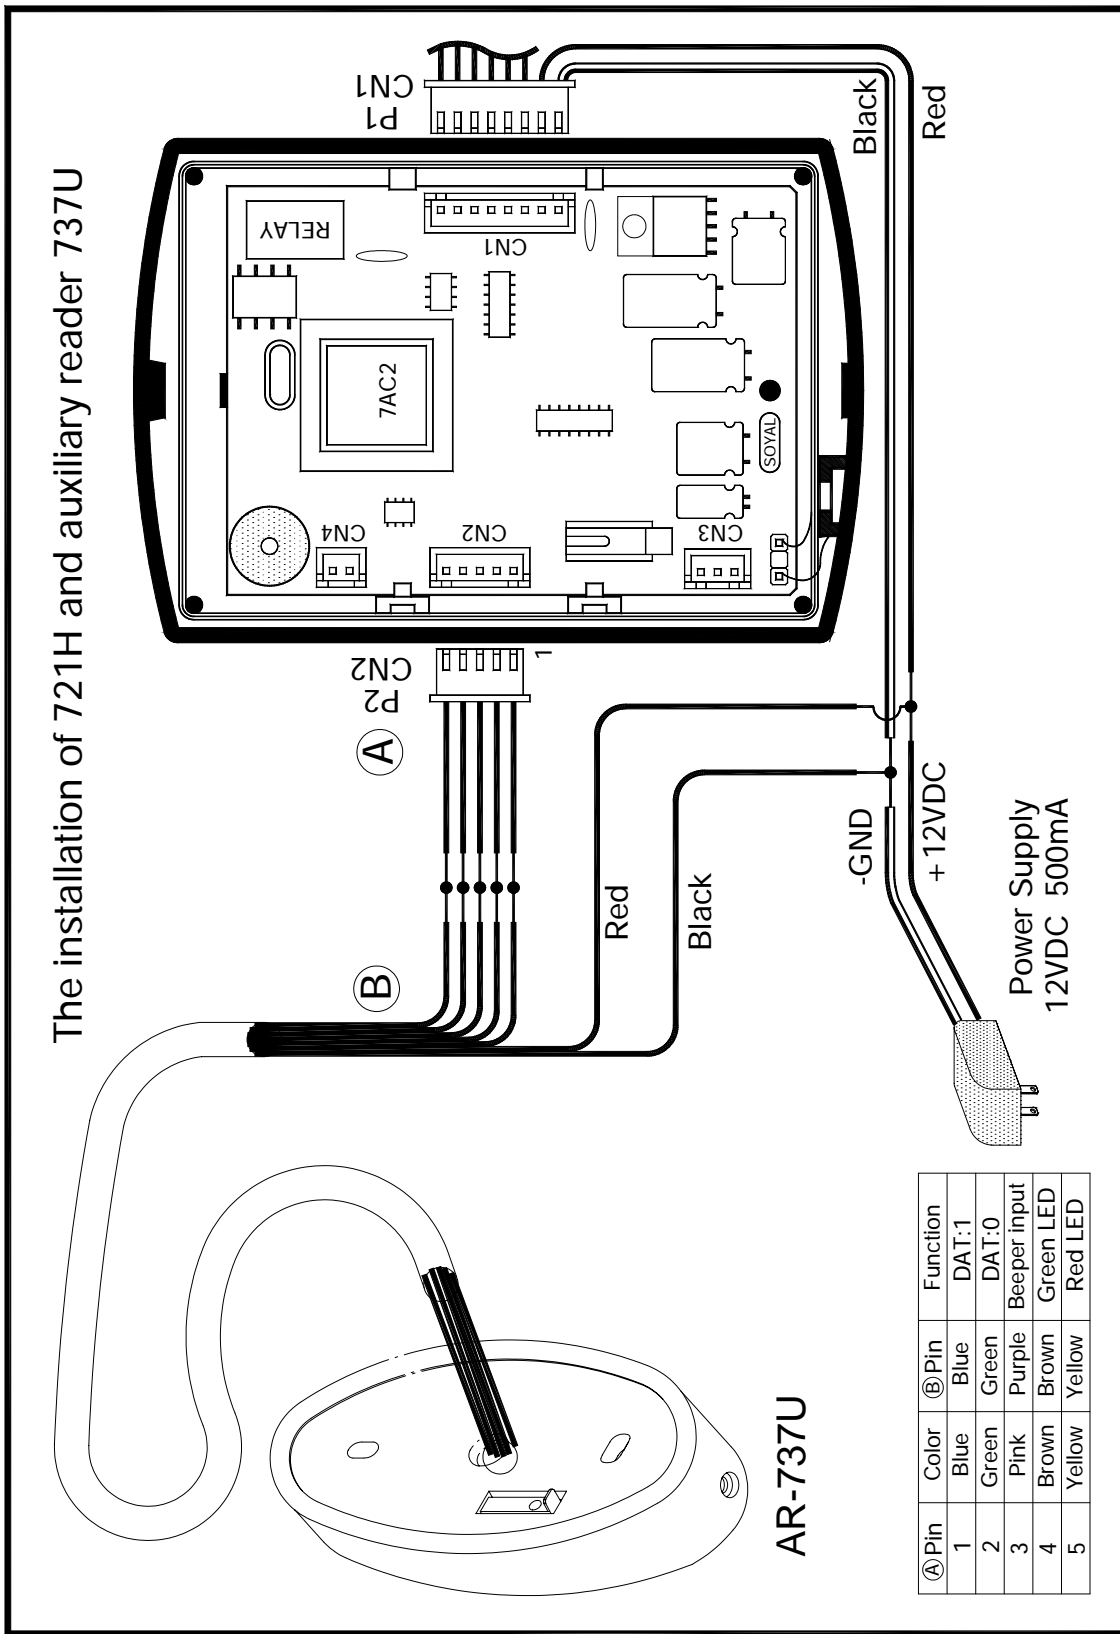 The installation of 721H and auxiliary reader 737U
P1
CN1
Black
Red
RELAY
CN1
7AC2
SOYAL
CN4
CN2
CN3
P2
CN2
1
A
B
Red
Black
-GND
+12VDC
Power Supply
12VDC 500mA
AR-737U
A Pin Color B Pin Function
1 Blue Blue DAT:1
2 Green Green DAT:0
3 Pink Purple Beeper input
4 Brown Brown Green LED
5 Yellow Yellow Red LED